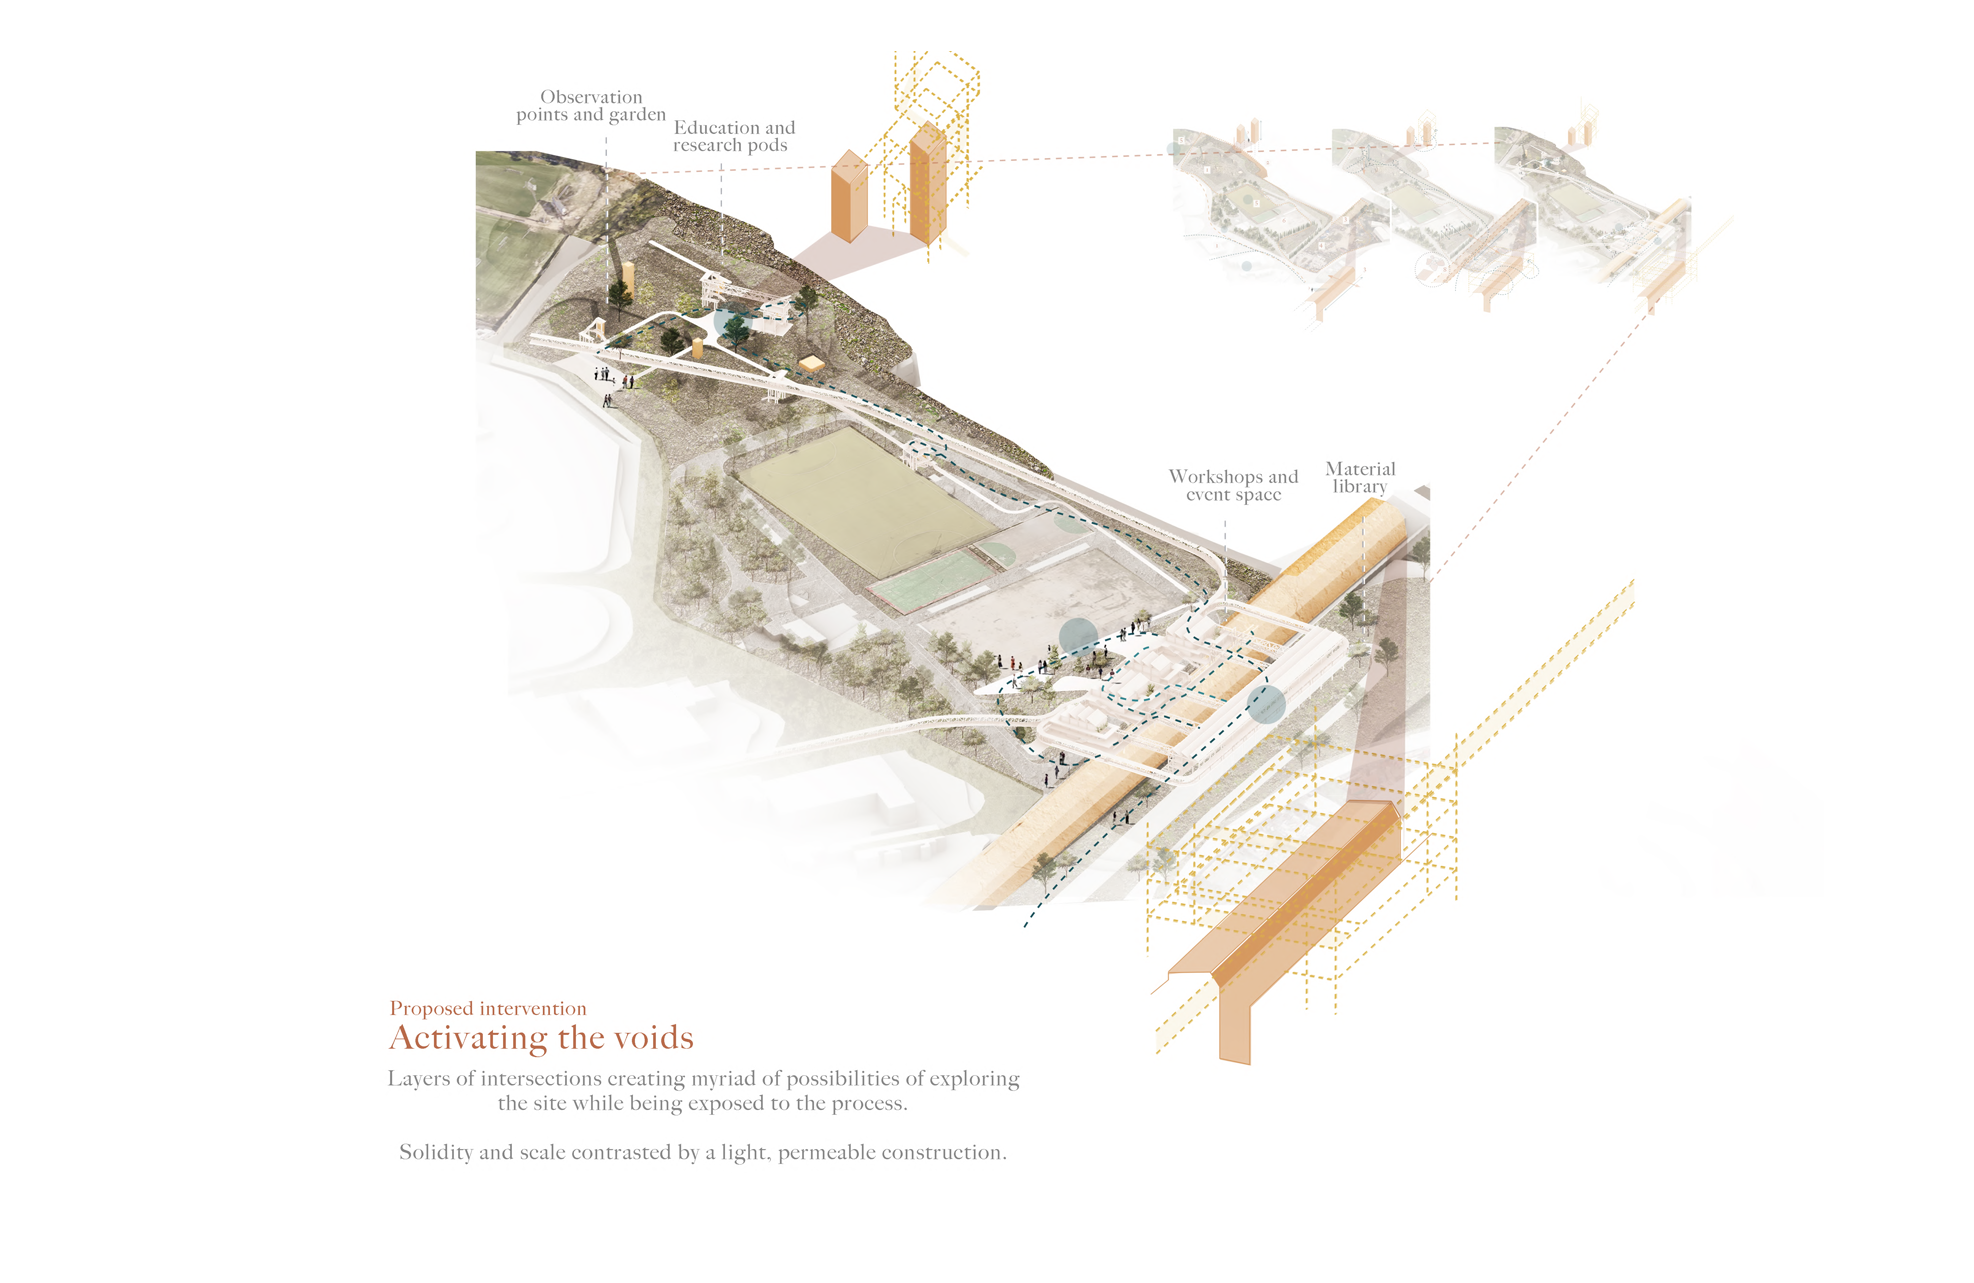 Observation
points and garden
Education and
research pods
Workshops and
event space
Material
library
Proposed intervention
Activating the voids
Layers of intersections creating myriad of possibilities of exploring
the site while being exposed to the process.
Solidity and scale contrasted by a light, permeable construction.